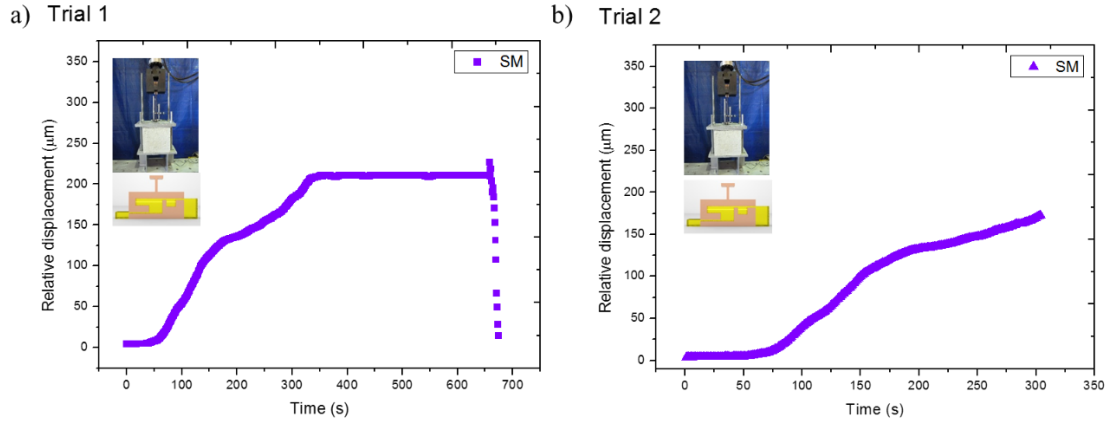 a) Trial 1
SM
350
300
250
200
150
100
50
0
Relative displacement (μm)
0 100 200 300 400 500 600 700
Time (s)
b) Trial 2
SM
350
300
250
200
150
100
50
0
Relative displacement (μm)
0 50 100 150 200 250 300 350
Time (s)